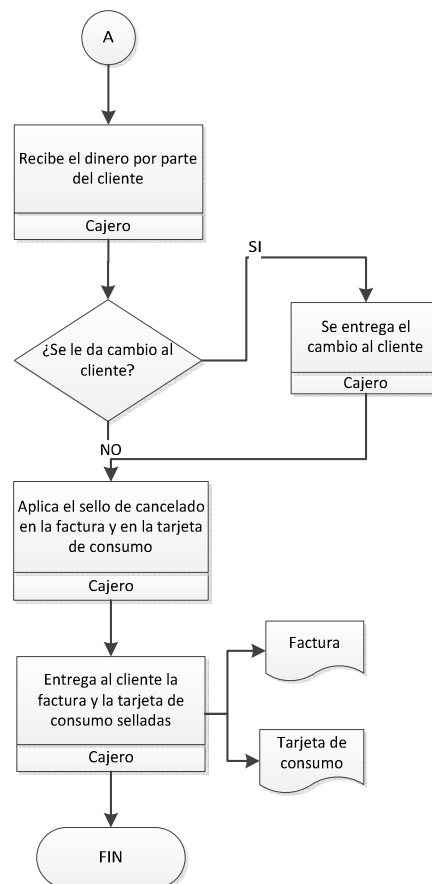 A
Recibe el dinero por parte
del cliente
Cajero
SI
¿Se le da cambio al
cliente?
Se entrega el
cambio al cliente
Cajero
NO
Aplica el sello de cancelado
en la factura y en la tarjeta
de consumo
Cajero
Entrega al cliente la
factura y la tarjeta de
consumo selladas
Cajero
Factura
Tarjeta de
consumo
FIN